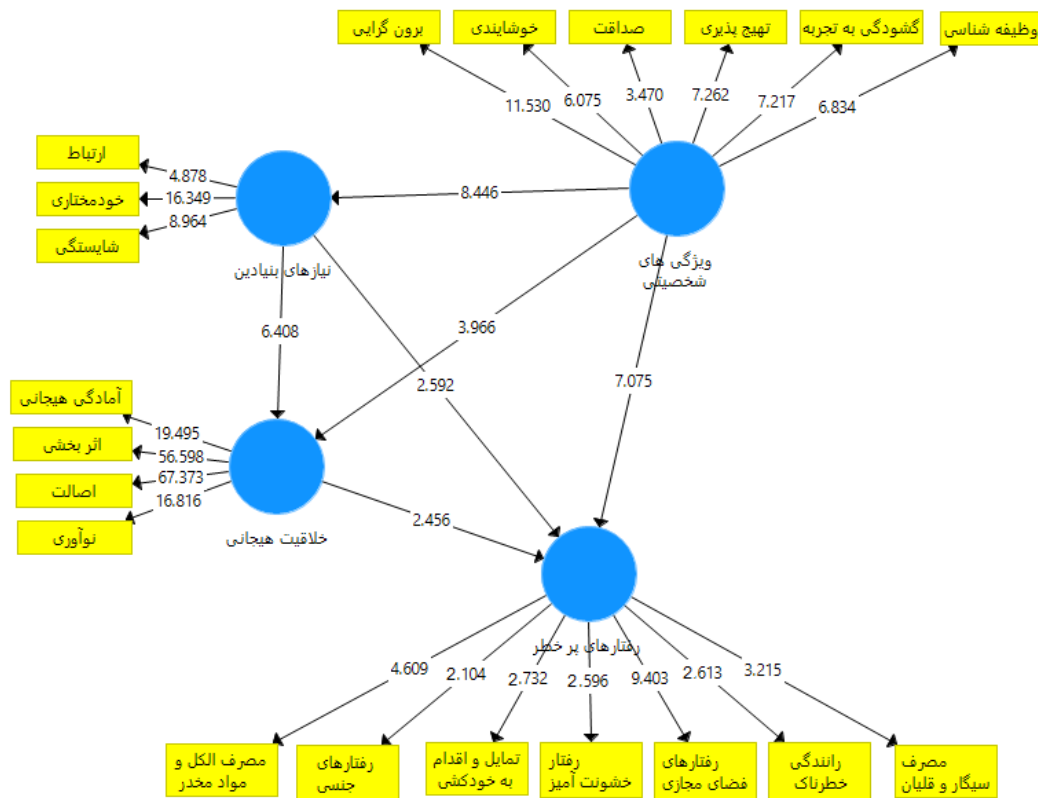 برون گرایی
خوشایندی
صداقت
تهیج پذیری
گشودگی به تجربه
وظیفه شناسی
11.530
6.075
3.470
7.262
7.217
6.834
ارتباط
خودمختاری
شایستگی
4.878
16.349
8.964
8.446
نیازهای بنیادین
ویژگی های
شخصیتی
6.408
3.966
2.592
7.075
آمادگی هیجانی
اثر بخشی
اصالت
نوآوری
19.495
56.598
67.373
16.816
خلاقیت هیجانی
2.456
رفتارهای پر خطر
4.609
2.104
2.732
2.596
9.403
2.613
3.215
مصرف الکل و
مواد مخدر
رفتارهای
جنسی
تمایل و اقدام
به خودکشی
رفتار
خشونت آمیز
رفتارهای
فضای مجازی
رانندگی
خطرناک
مصرف
سیگار و قلیان